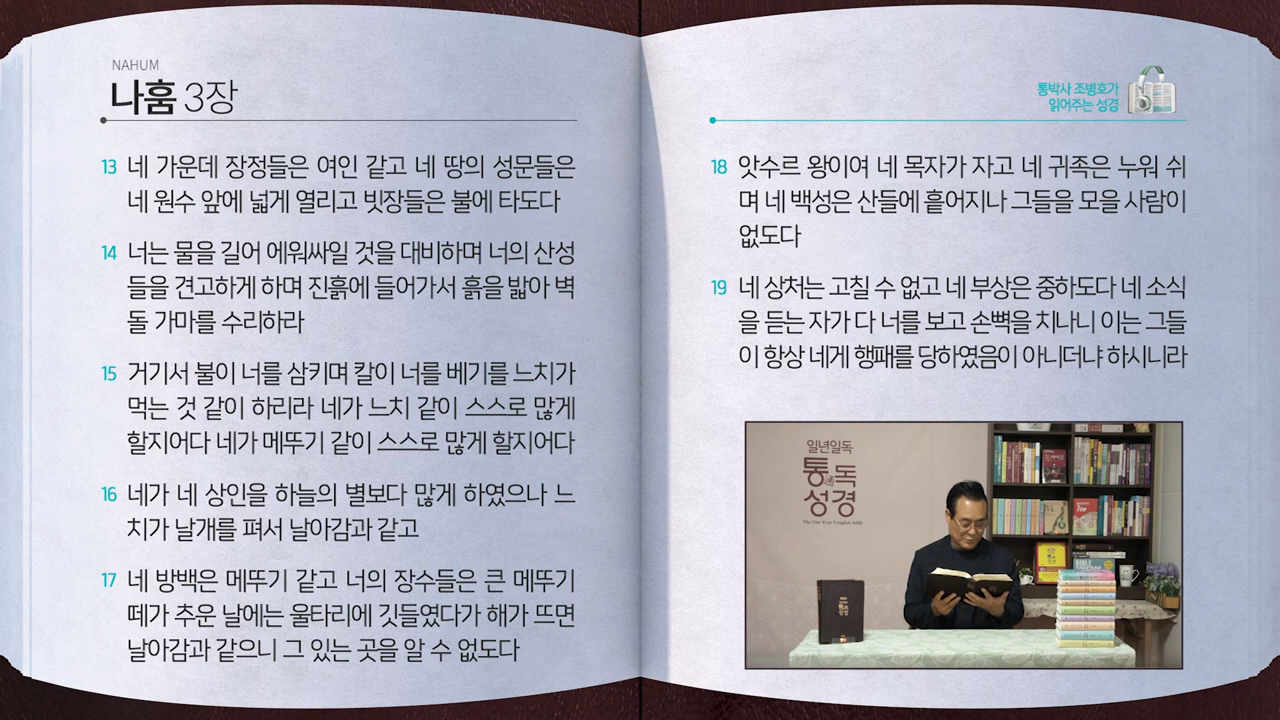 NAHUM
나훔 3장
13 네 가운데 장정들은 여인 같고 네 땅의 성문들은
네 원수 앞에 넓게 열리고 빗장들은 불에 타도다
14 너는 물을 길어 에워싸일 것을 대비하며 너의 산성
들을 견고하게 하며 진흙에 들어가서 흙을 밟아 벽
돌 가마를 수리하라
15 거기서 불이 너를 삼키며 칼이 너를 베기를 느치가
먹는 것 같이 하리라 네가 느치 같이 스스로 많게
할지어다 네가 메뚜기 같이 스스로 많게 할지어다
16 네가 네 상인을 하늘의 별보다 많게 하였으나 느
치가 날개를 펴서 날아감과 같고
17 네 방백은 메뚜기 같고 너의 장수들은 큰 메뚜기
떼가 추운 날에는 울타리에 깃들였다가 해가 뜨면
날아감과 같으니 그 있는 곳을 알 수 없도다
통박사 조병호가
읽어주는 성경
18 앗수르 왕이여 네 목자가 자고 네 귀족은 누워 쉬
며 네 백성은 산들에 흩어지나 그들을 모을 사람이
없도다
19 네 상처는 고칠 수 없고 네 부상은 중하도다 네 소식
을 듣는 자가 다 너를 보고 손뼉을 치나니 이는 그들
이 항상 네게 행패를 당하였음이 아니더냐 하시니라
일년일독
통독
성경
The One Year Tongdok Bible